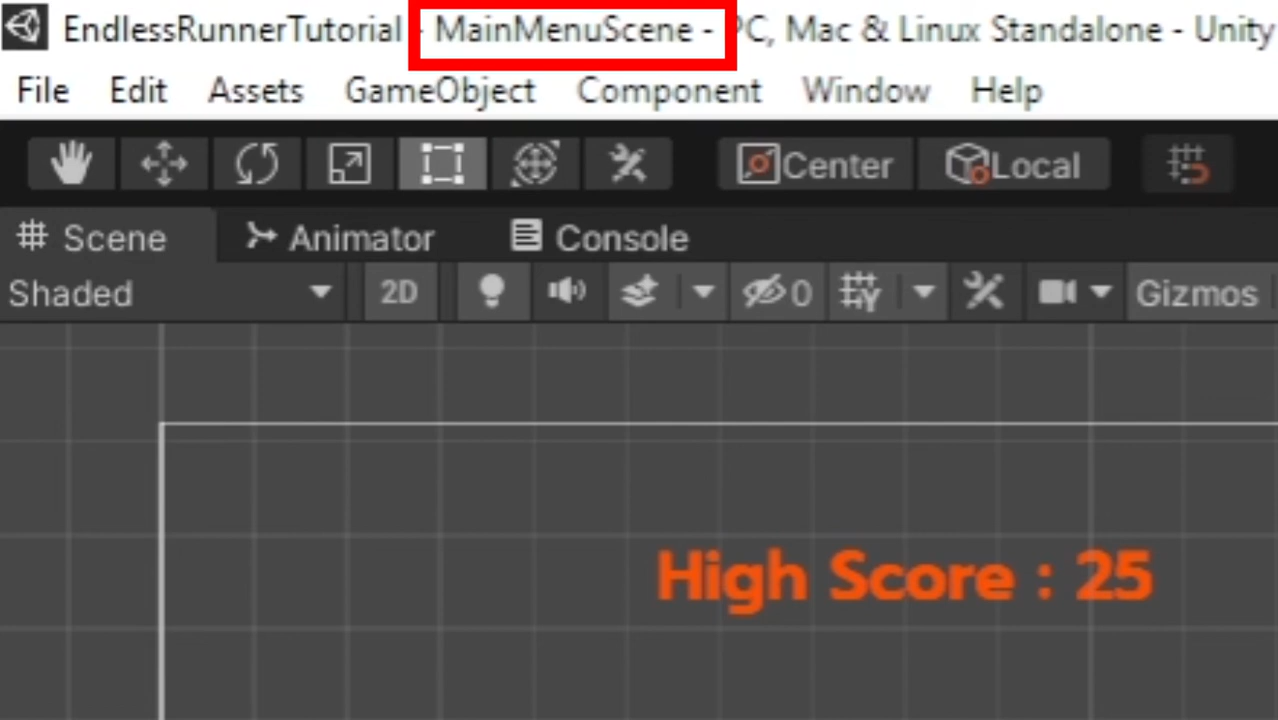 EndlessRunnerTutorial - MainMenuScene - PC, Mac & Linux Standalone - Unity
File Edit Assets GameObject Component Window Help
Center Local
Scene Animator Console
Shaded 2D 0 Gizmos
High Score : 25